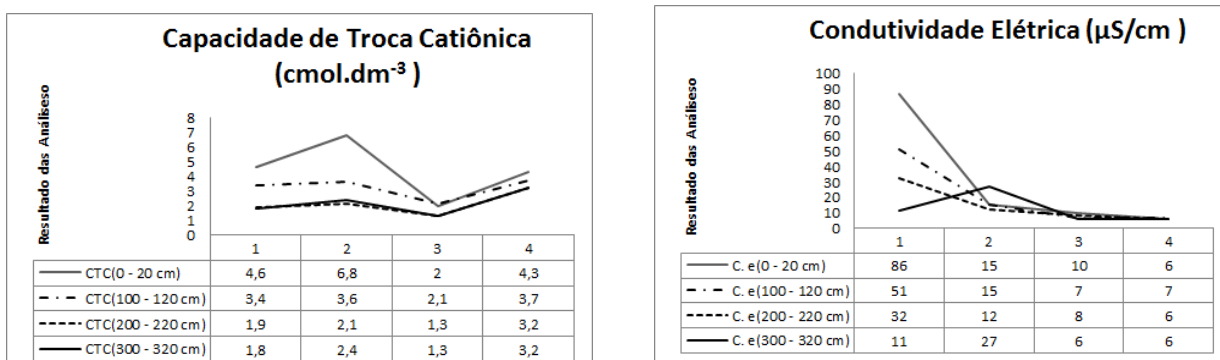 Capacidade de Troca Catiônica
(cmol.dm-3 )
Resultado das Análiseso
8
7
6
5
4
3
2
1
0
1 2 3 4
CTC(0 - 20 cm) 4,6 6,8 2 4,3
CTC(100 - 120 cm) 3,4 3,6 2,1 3,7
CTC(200 - 220 cm) 1,9 2,1 1,3 3,2
CTC(300 - 320 cm) 1,8 2,4 1,3 3,2
Condutividade Elétrica (µS/cm )
Resultado das Análiseso
100
90
80
70
60
50
40
30
20
10
0
1 2 3 4
C. e(0 - 20 cm) 86 15 10 6
C. e(100 - 120 cm) 51 15 7 7
C. e(200 - 220 cm) 32 12 8 6
C. e(300 - 320 cm) 11 27 6 6